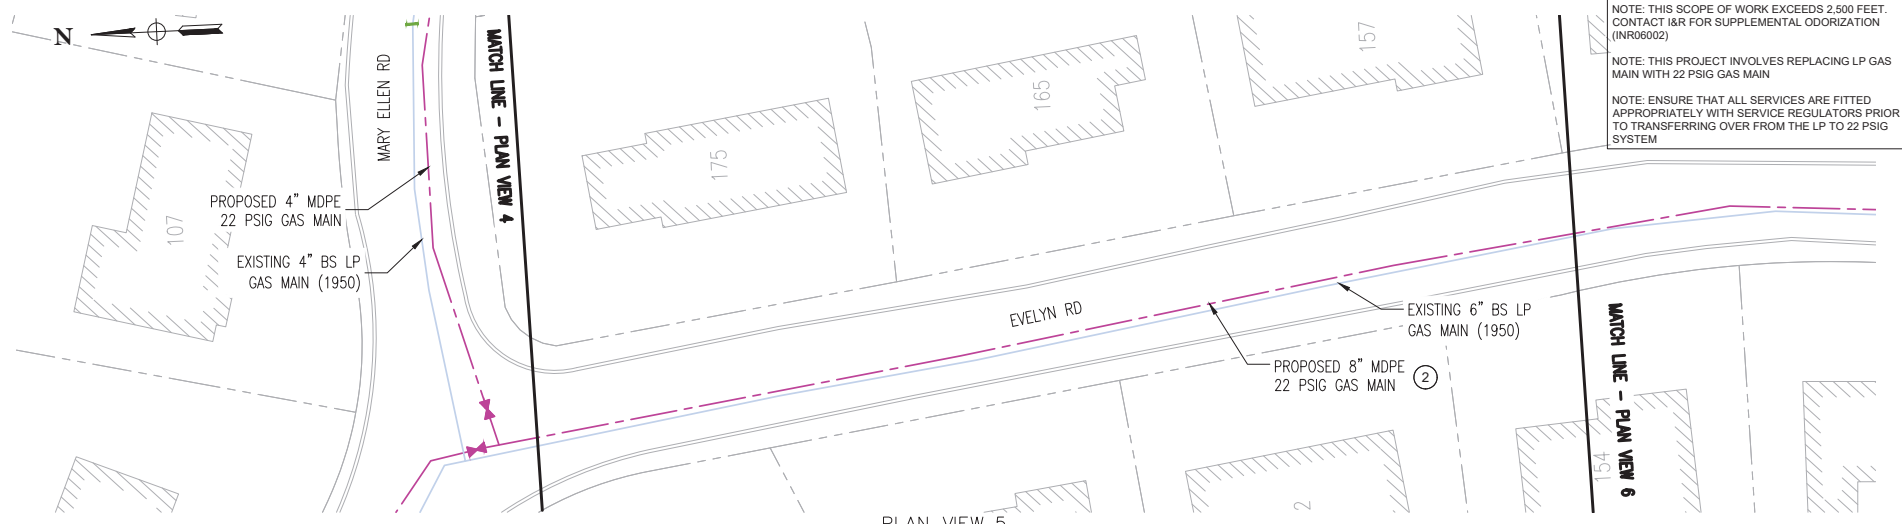 N
MARY ELLEN RD
MATCH LINE - PLAN VIEW 4
NOTE: THIS SCOPE OF WORK EXCEEDS 2,500 FEET.
CONTACT I&R FOR SUPPLEMENTAL ODORIZATION
(INR06002)
NOTE: THIS PROJECT INVOLVES REPLACING LP GAS
MAIN WITH 22 PSIG GAS MAIN
NOTE: ENSURE THAT ALL SERVICES ARE FITTED
APPROPRIATELY WITH SERVICE REGULATORS PRIOR
TO TRANSFERRING OVER FROM THE LP TO 22 PSIG
SYSTEM
157
165
175
107
PROPOSED 4" MDPE
22 PSIG GAS MAIN
EXISTING 4" BS LP
GAS MAIN (1950)
EVELYN RD
EXISTING 6" BS LP
GAS MAIN (1950)
PROPOSED 8" MDPE
22 PSIG GAS MAIN
2
MATCH LINE - PLAN VIEW 6
154
2
PLAN VIEW 5